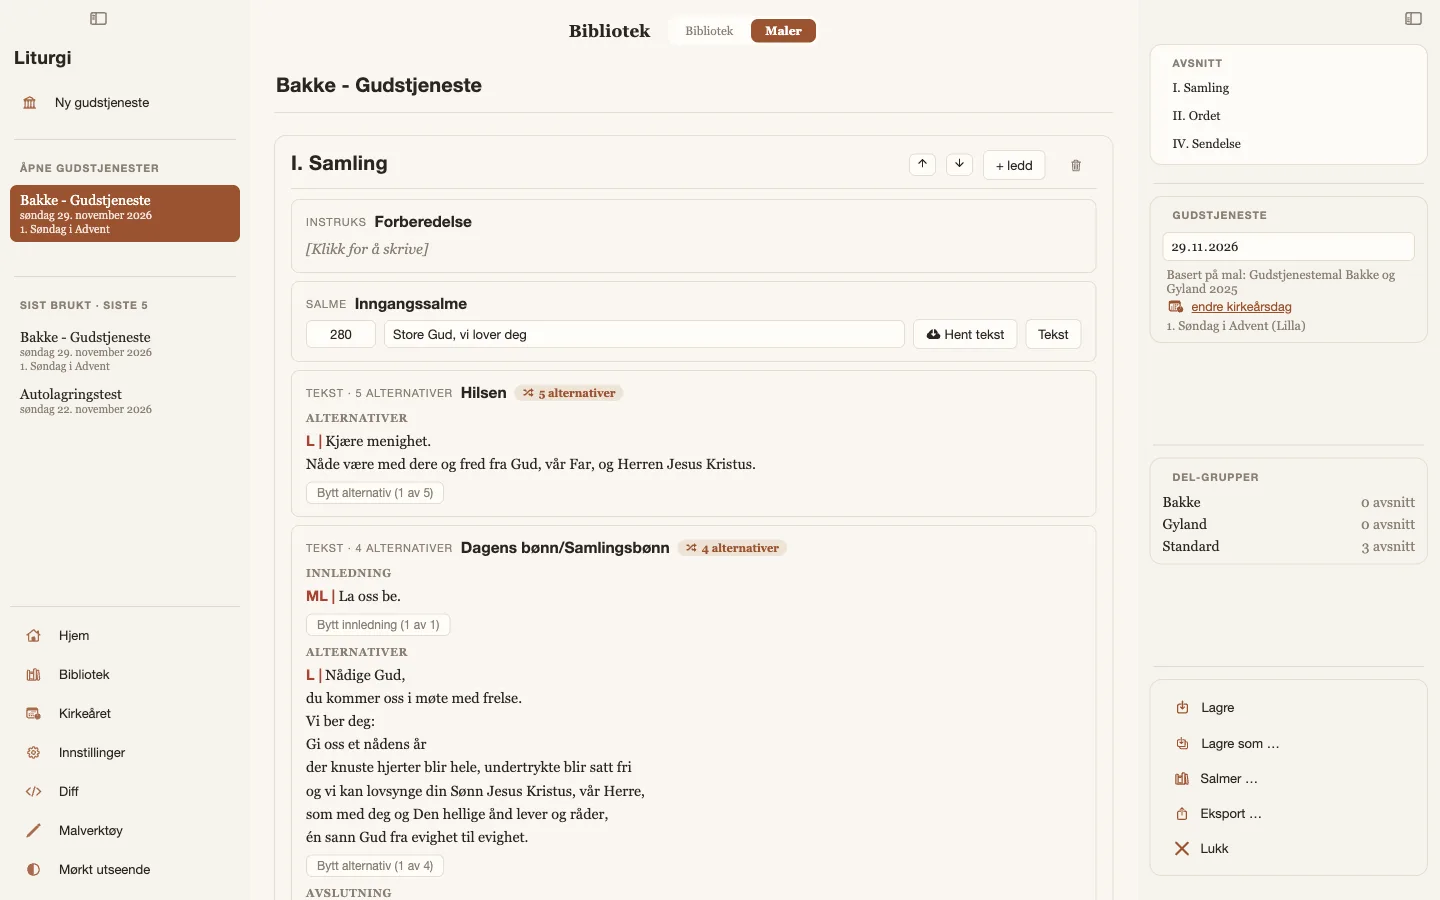 Liturgi
Ny gudstjeneste
ÅPNE GUDSTJENESTER
Bakke - Gudstjeneste
søndag 29. november 2026
1. Søndag i Advent
SIST BRUKT · SISTE 5
Bakke - Gudstjeneste
søndag 29. november 2026
1. Søndag i Advent
Autolagringstest
søndag 22. november 2026
Hjem
Bibliotek
Kirkeåret
Innstillinger
Diff
Malverktøy
Mørkt utseende
Bibliotek Bibliotek Maler
Bakke - Gudstjeneste
I. Samling + ledd
INSTRUKS Forberedelse
[Klikk for å skrive]
SALME Inngangssalme
280 Store Gud, vi lover deg Hent tekst Tekst
TEKST · 5 ALTERNATIVER Hilsen 5 alternativer
ALTERNATIVER
L | Kjære menighet.
Nåde være med dere og fred fra Gud, vår Far, og Herren Jesus Kristus.
Bytt alternativ (1 av 5)
TEKST · 4 ALTERNATIVER Dagens bønn/Samlingsbønn 4 alternativer
INNLEDNING
ML | La oss be.
Bytt innledning (1 av 1)
ALTERNATIVER
L | Nådige Gud,
du kommer oss i møte med frelse.
Vi ber deg:
Gi oss et nådens år
der knuste hjerter blir hele, undertrykte blir satt fri
og vi kan lovsynge din Sønn Jesus Kristus, vår Herre,
som med deg og Den hellige ånd lever og råder,
én sann Gud fra evighet til evighet.
Bytt alternativ (1 av 4)
AVSLUTNING
AVSNITT
I. Samling
II. Ordet
IV. Sendelse
GUDSTJENESTE
29.11.2026
Basert på mal: Gudstjenestemal Bakke og
Gyland 2025
endre kirkeårsdag
1. Søndag i Advent (Lilla)
DEL-GRUPPER
Bakke 0 avsnitt
Gyland 0 avsnitt
Standard 3 avsnitt
Lagre
Lagre som ...
Salmer ...
Eksport ...
Lukk